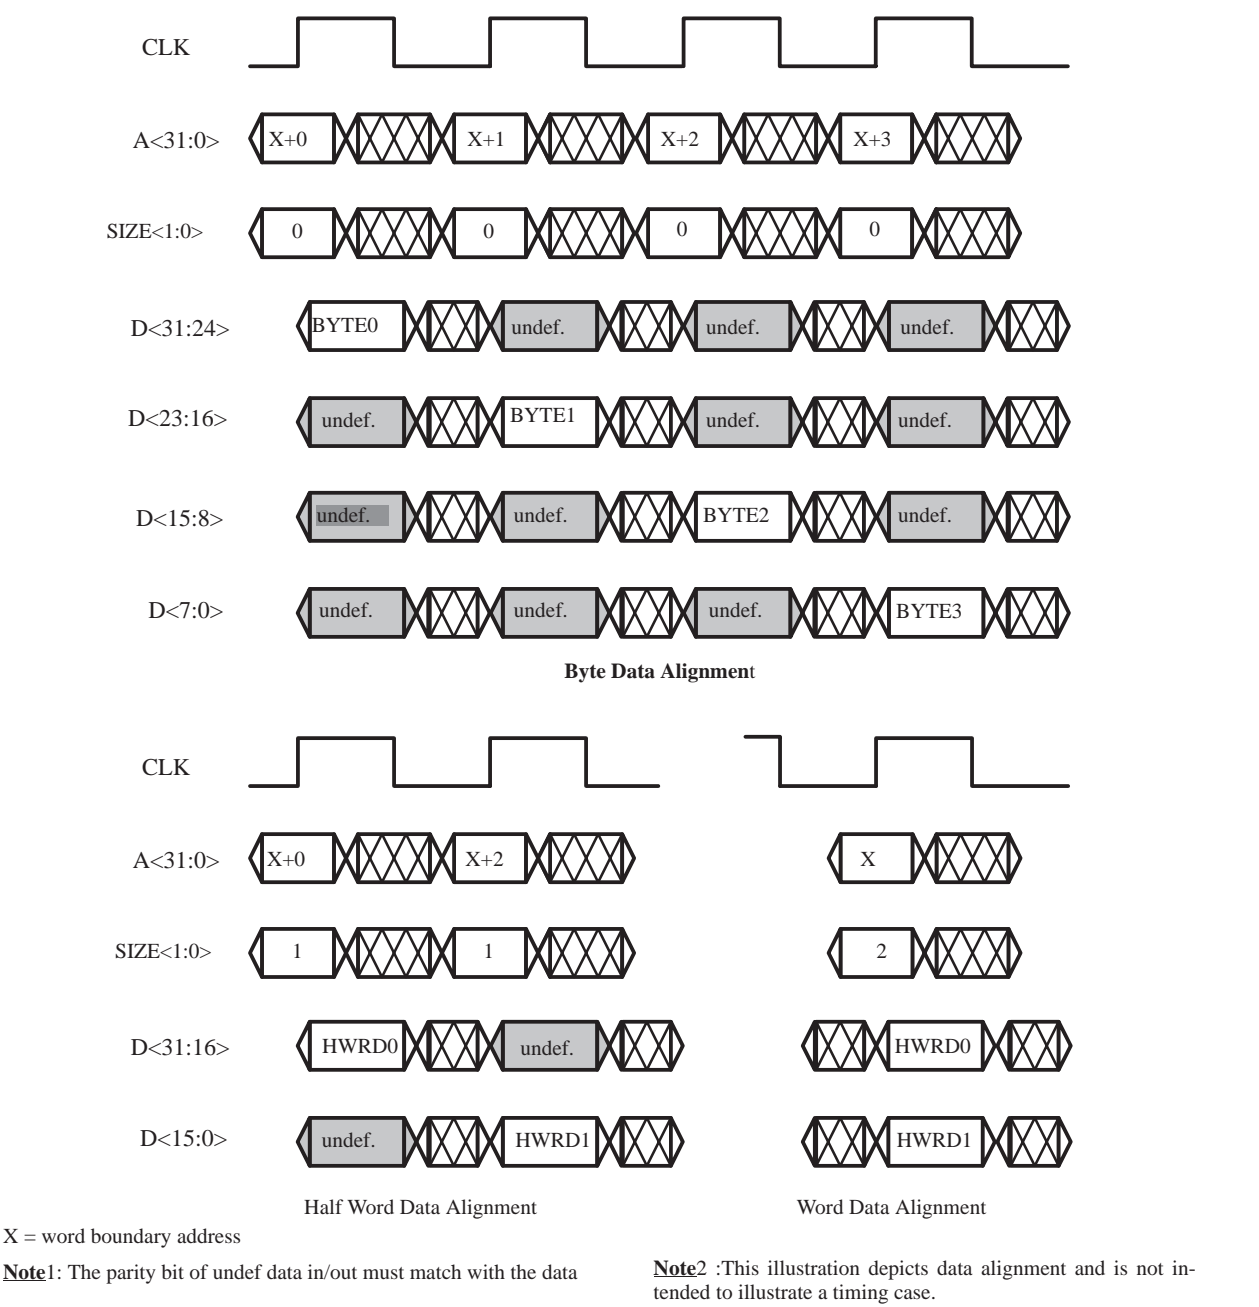 CLK
A<31:0> X+0 X+1 X+2 X+3
SIZE<1:0> 0 0 0 0
D<31:24> BYTE0 undef. undef. undef.
D<23:16> undef. BYTE1 undef. undef.
D<15:8> undef. undef. BYTE2 undef.
D<7:0> undef. undef. undef. BYTE3
Byte Data Alignment
CLK
A<31:0> X+0 X+2 X
SIZE<1:0> 1 1 2
D<31:16> HWRD0 undef. HWRD0
D<15:0> undef. HWRD1 HWRD1
Half Word Data Alignment Word Data Alignment
X = word boundary address
Note1: The parity bit of undef data in/out must match with the data
Note2 :This illustration depicts data alignment and is not in-
tended to illustrate a timing case.